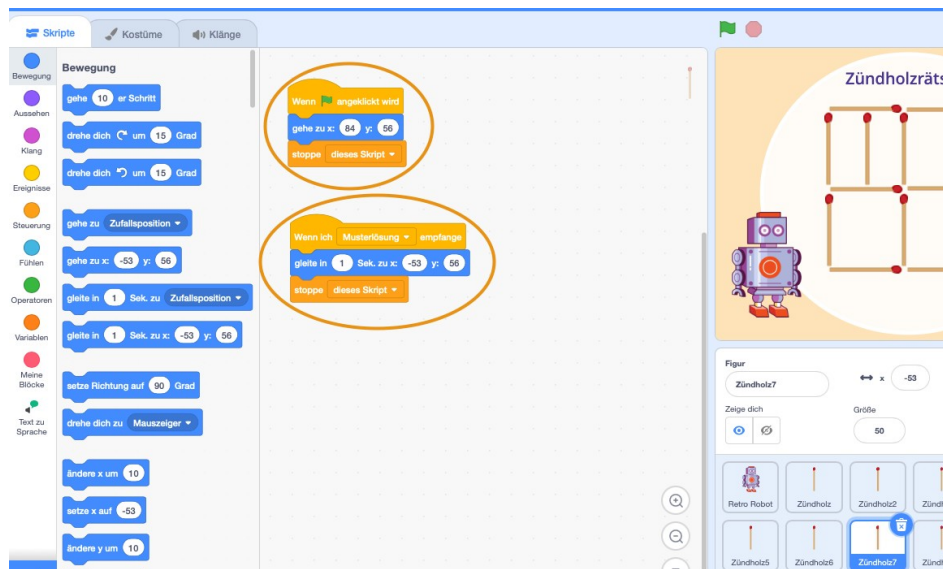 Skripte
Kostüme
Klänge
Bewegung
Aussehen
Klang
Ereignisse
Steuerung
Fühlen
Operatoren
Variablen
Meine
Blöcke
Text zu
Sprache
Bewegung
gehe 10 er Schritt
drehe dich um 15 Grad
drehe dich um 15 Grad
gehe zu Zufallsposition
gehe zu x: -53 y: 56
gleite in 1 Sek. zu Zufallsposition
gleite in 1 Sek. zu x: -53 y: 56
setze Richtung auf 90 Grad
drehe dich zu Mauszeiger
ändere x um 10
setze x auf -53
ändere y um 10
Wenn angeklickt wird
gehe zu x: 84 y: 56
stoppe dieses Skript
Wenn ich Musterlösung empfange
gleite in 1 Sek. zu x: -53 y: 56
stoppe dieses Skript
Zündholzräts
Figur
Zündholz7
x -53
Zeige dich
Größe
50
Retro Robot
Zündholz
Zündholz2
Zündh
Zündholz5
Zündholz6
Zündholz7
Zündh